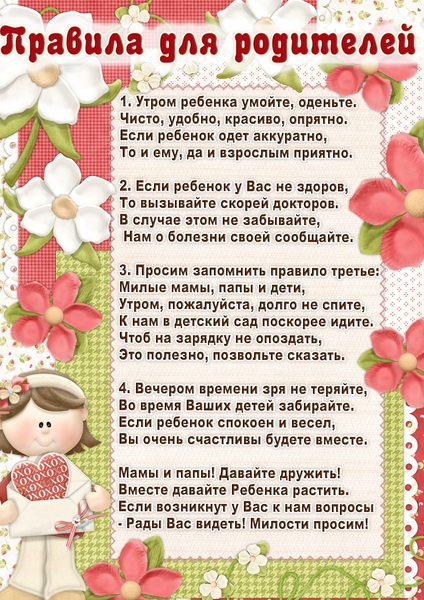 Правила для родителей
1. Утром ребенка умойте, оденьте.
Чисто, удобно, красиво, опрятно.
Если ребенок одет аккуратно,
То и ему, да и взрослым приятно.
2. Если ребенок у Вас не здоров,
То вызывайте скорей докторов.
В случае этом не забывайте,
Нам о болезни своей сообщайте.
3. Просим запомнить правило третье:
Милые мамы, папы и дети,
Утром, пожалуйста, долго не спите,
К нам в детский сад поскорее идите.
Чтоб на зарядку не опоздать,
Это полезно, позвольте сказать.
4. Вечером времени зря не теряйте,
Во время Ваших детей забирайте.
Если ребенок спокоен и весел,
Вы очень счастливы будете вместе.
Мамы и папы! Давайте дружить!
Вместе давайте Ребенка растить.
Если возникнут у Вас к нам вопросы
- Рады Вас видеть! Милости просим!